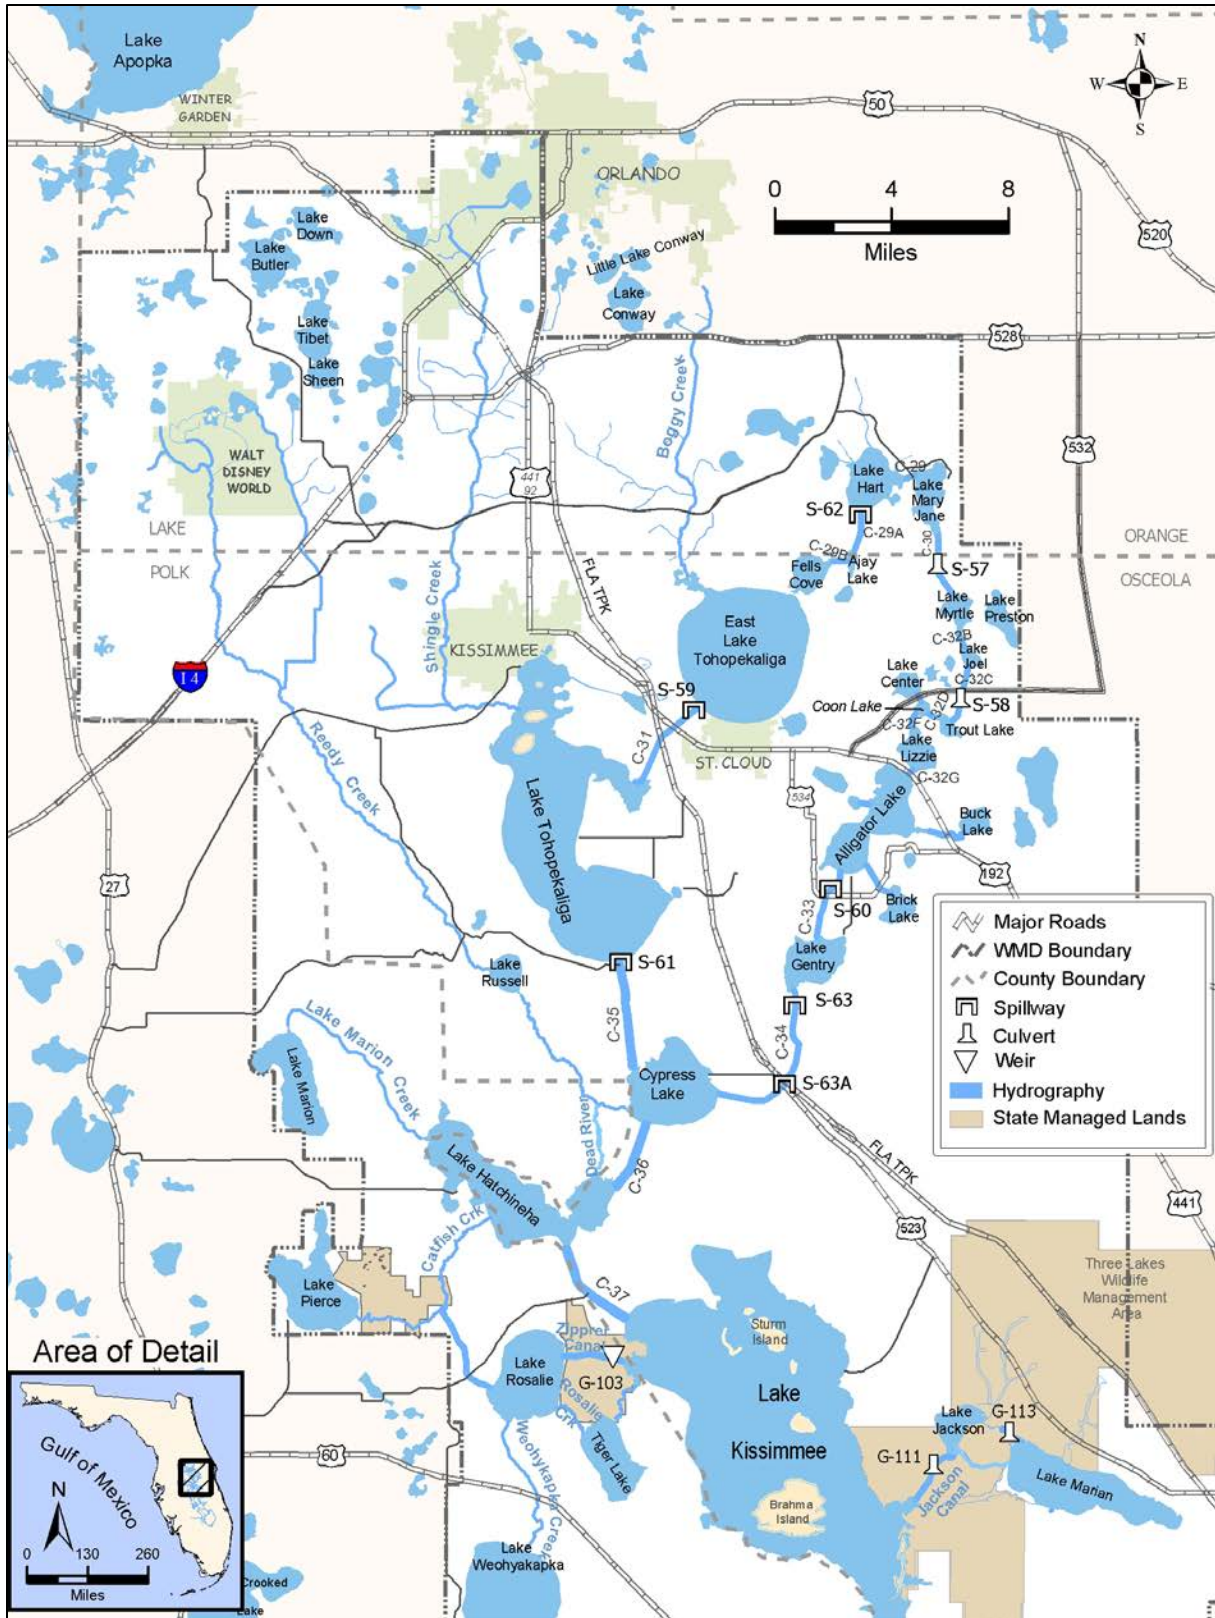 Lake
Apopka
WINTER
GARDEN
N
W
E
S
50
ORLANDO
0
4
8
Miles
520
Lake
Down
Lake
Butler
Little Lake Conway
Lake
Conway
Lake
Tibet
Lake
Sheen
528
Boggy Creek
WALT
DISNEY
WORLD
441
92
532
Lake
Hart
C-29
Lake
Mary
Jane
S-62
C-29A
C-30
C-29B
Ajay
Lake
Fells
Cove
S-57
LAKE
POLK
ORANGE
OSCEOLA
FLA TPK
Shingle Creek
Lake
Myrtle
Lake
Preston
East
Lake
Tohopekaliga
C-32B
Lake
Joel
C-32C
KISSIMMEE
Lake
Center
I 4
S-59
Coon Lake
C-32D
S-58
C-32F
Trout Lake
Lake
Lizzie
Reedy Creek
C-31
ST. CLOUD
C-32G
534
Lake Tohopekaliga
Alligator Lake
Buck
Lake
27
192
S-60
Brick
Lake
C-33
Lake
Gentry
Major Roads
WMD Boundary
County Boundary
Spillway
Culvert
Weir
Hydrography
State Managed Lands
S-61
Lake
Russell
S-63
C-35
C-34
Lake Marion
Creek
Lake Marion
Cypress
Lake
S-63A
Dead River
C-36
FLA TPK
Lake Hatchineha
441
523
Catfish Crk
Three Lakes
Wildlife
Management
Area
Lake
Pierce
C-37
Sturm
Island
Zipprer
Canal
Area of Detail
Lake
Rosalie
G-103
Rosalie
Crk
Lake
Kissimmee
Lake
Jackson
G-113
G-111
Tiger Lake
Weohyakapka Creek
60
Jackson
Canal
Lake Marian
Brahma
Island
Gulf of Mexico
N
0
130
260
Miles
Lake
Weohyakapka
Crooked
Lake